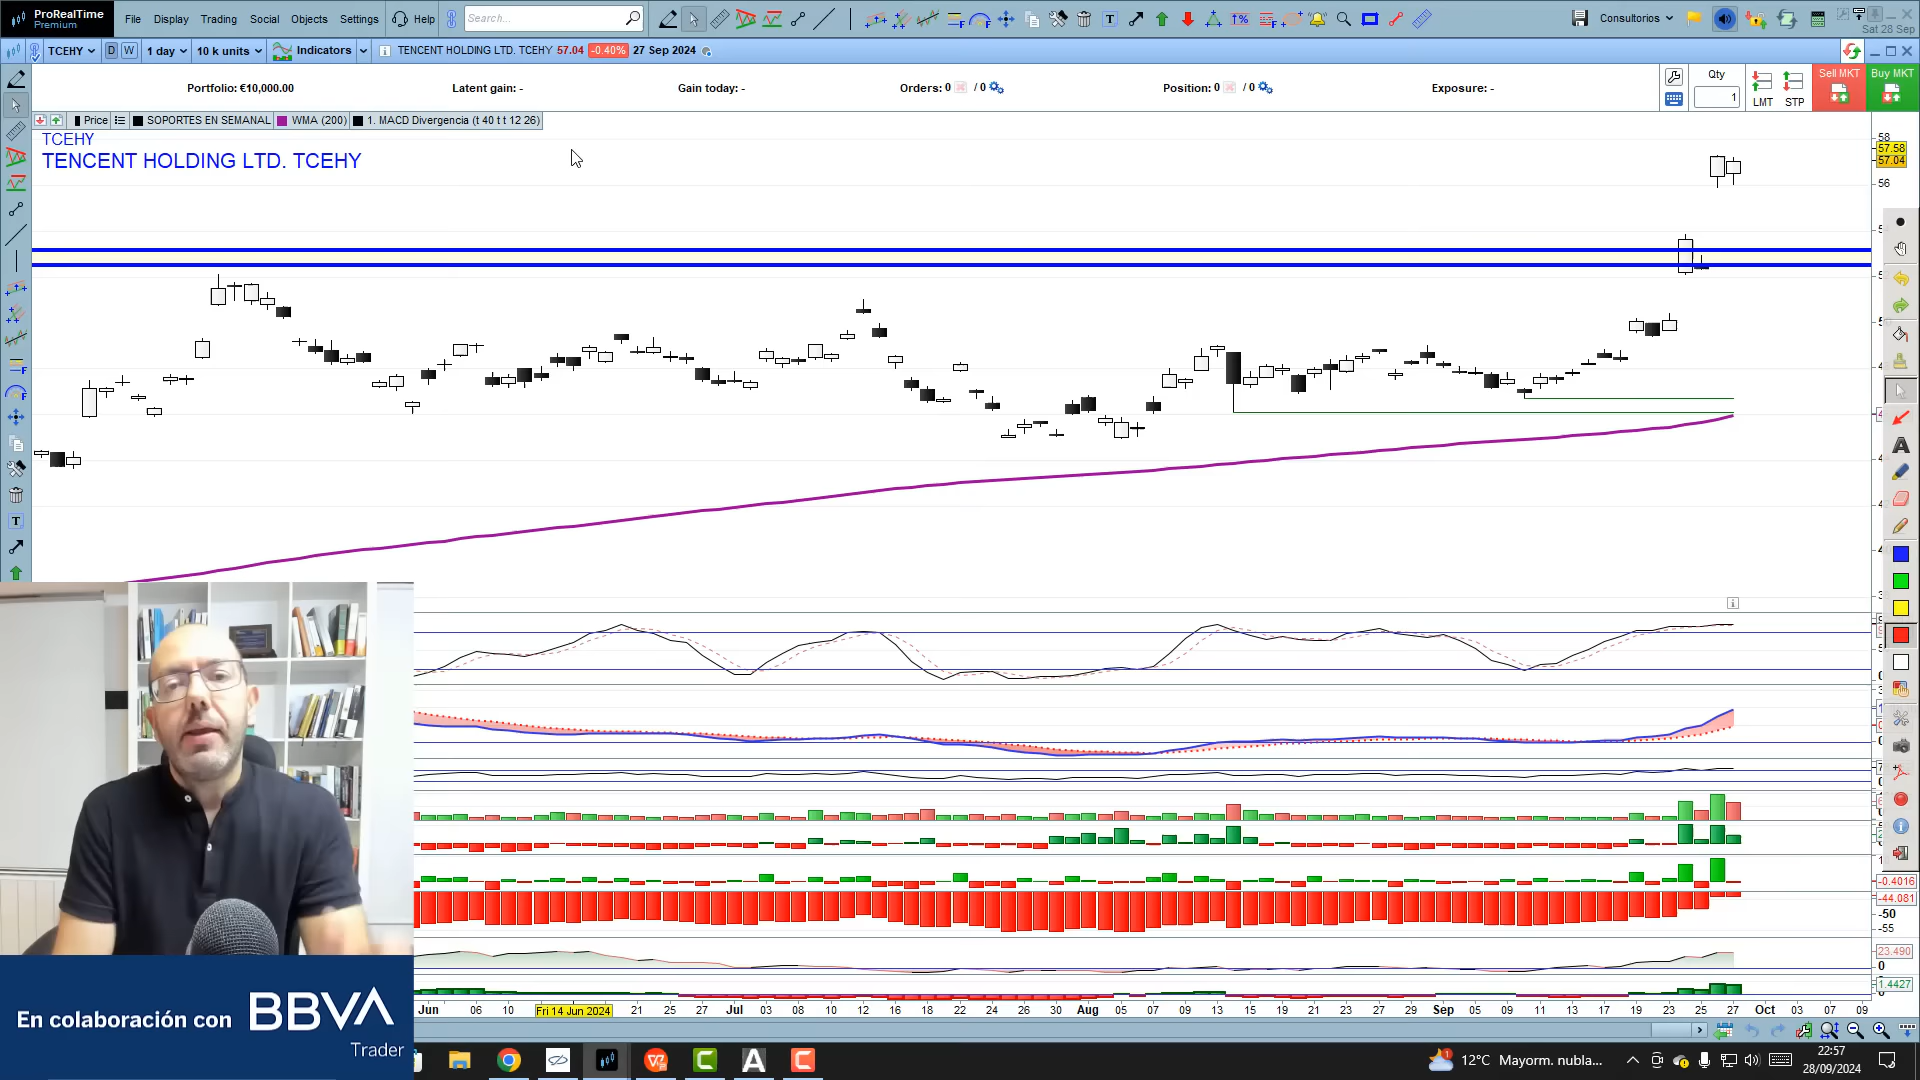 ProRealTime
Premium
File Display Trading Social Objects Settings Help
Search...
Consultorios
Sat 28 Sep
TCEHY D W 1 day 10 k units Indicators TENCENT HOLDING LTD. TCEHY 57.04 -0.40% 27 Sep 2024
Portfolio: €10,000.00 Latent gain: - Gain today: - Orders: 0 / 0 Position: 0 / 0 Exposure: -
Qty
1
LMT STP
Sell MKT Buy MKT
Price SOPORTES EN SEMANAL WMA (200) 1. MACD Divergencia (t 40 t t 12 26)
TCEHY
TENCENT HOLDING LTD. TCEHY
58
57.58
57.04
56
-0.4016
-44.081
-50
-55
23.490
0
1.4427
Jun 06 10 Fri 14 Jun 2024 21 27 Jul 03 08 10 16 18 22 24 26 30 Aug 05 07 09 13 15 19 21 23 27 29 Sep 05 09 11 13 17 19 23 25 27 Oct 03 07 09
En colaboración con BBVA
Trader
12°C Mayorm. nubla...
22:57
28/09/2024